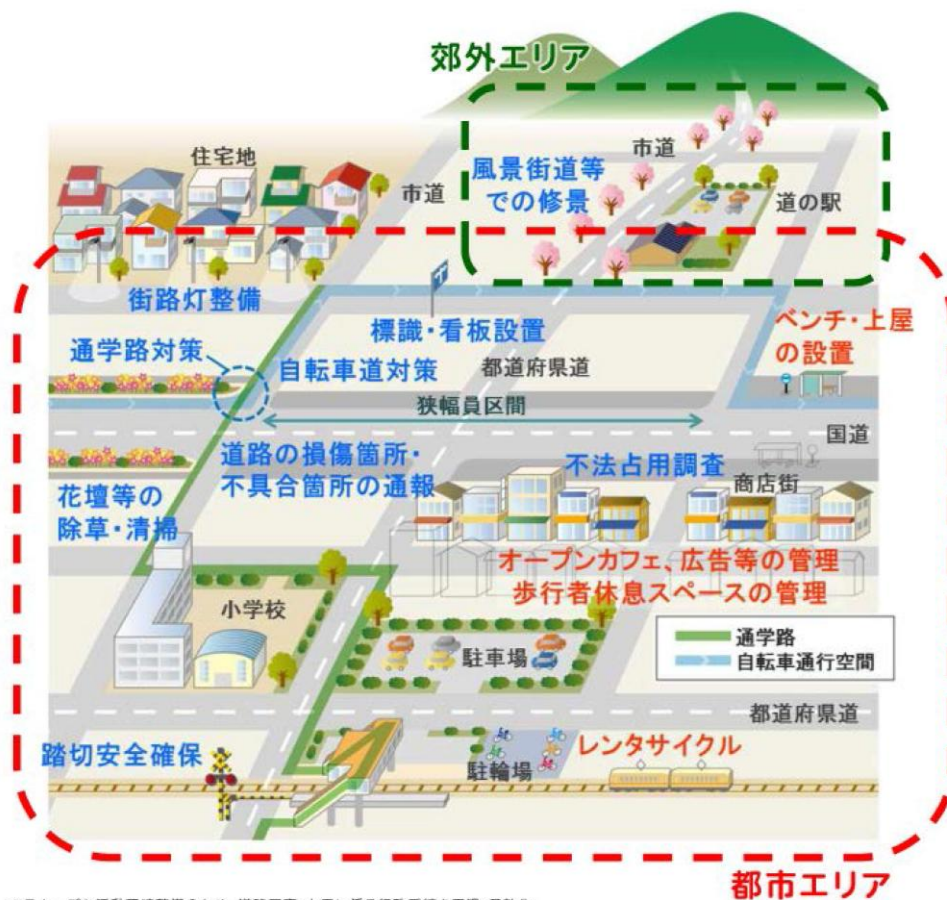 郊外エリア
住宅地
市道
市道
風景街道等
での修景
道の駅
街路灯整備
標識・看板設置
ベンチ・上屋
の設置
通学路対策
自転車道対策
都道府県道
狭幅員区間
国道
道路の損傷箇所・
不具合箇所の通報
不法占用調査
商店街
花壇等の
除草・清掃
オープンカフェ、広告等の管理
歩行者休息スペースの管理
小学校
通学路
自転車通行空間
駐車場
都道府県道
踏切安全確保
駐輪場
レンタサイクル
都市エリア